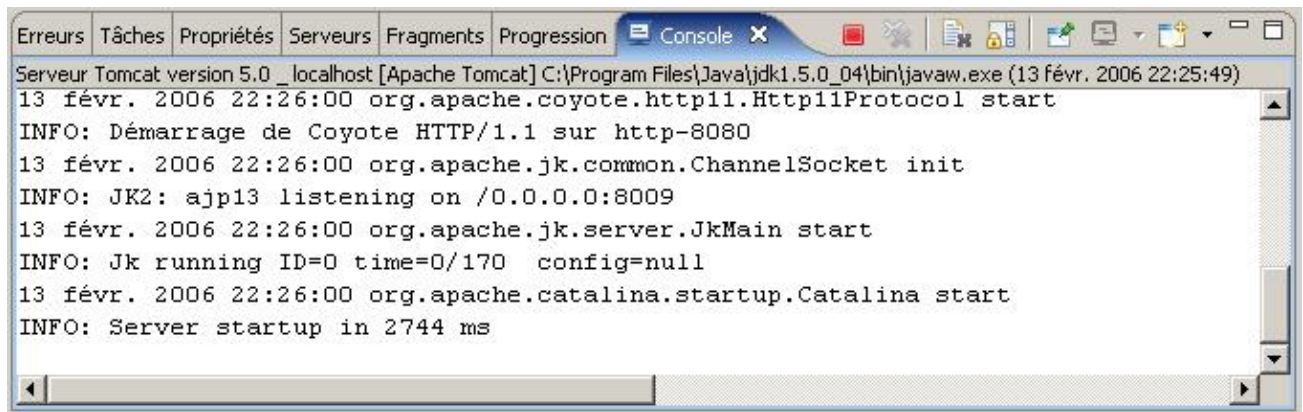 Erreurs Tâches Propriétés Serveurs Fragments Progression Console
Serveur Tomcat version 5.0 _ localhost [Apache Tomcat] C:\Program Files\Java\jdk1.5.0_04\bin\javaw.exe (13 févr. 2006 22:25:49)
13 févr. 2006 22:26:00 org.apache.coyote.http11.Http11Protocol start
INFO: Démarrage de Coyote HTTP/1.1 sur http-8080
13 févr. 2006 22:26:00 org.apache.jk.common.ChannelSocket init
INFO: JK2: ajp13 listening on /0.0.0.0:8009
13 févr. 2006 22:26:00 org.apache.jk.server.JkMain start
INFO: Jk running ID=0 time=0/170  config=null
13 févr. 2006 22:26:00 org.apache.catalina.startup.Catalina start
INFO: Server startup in 2744 ms